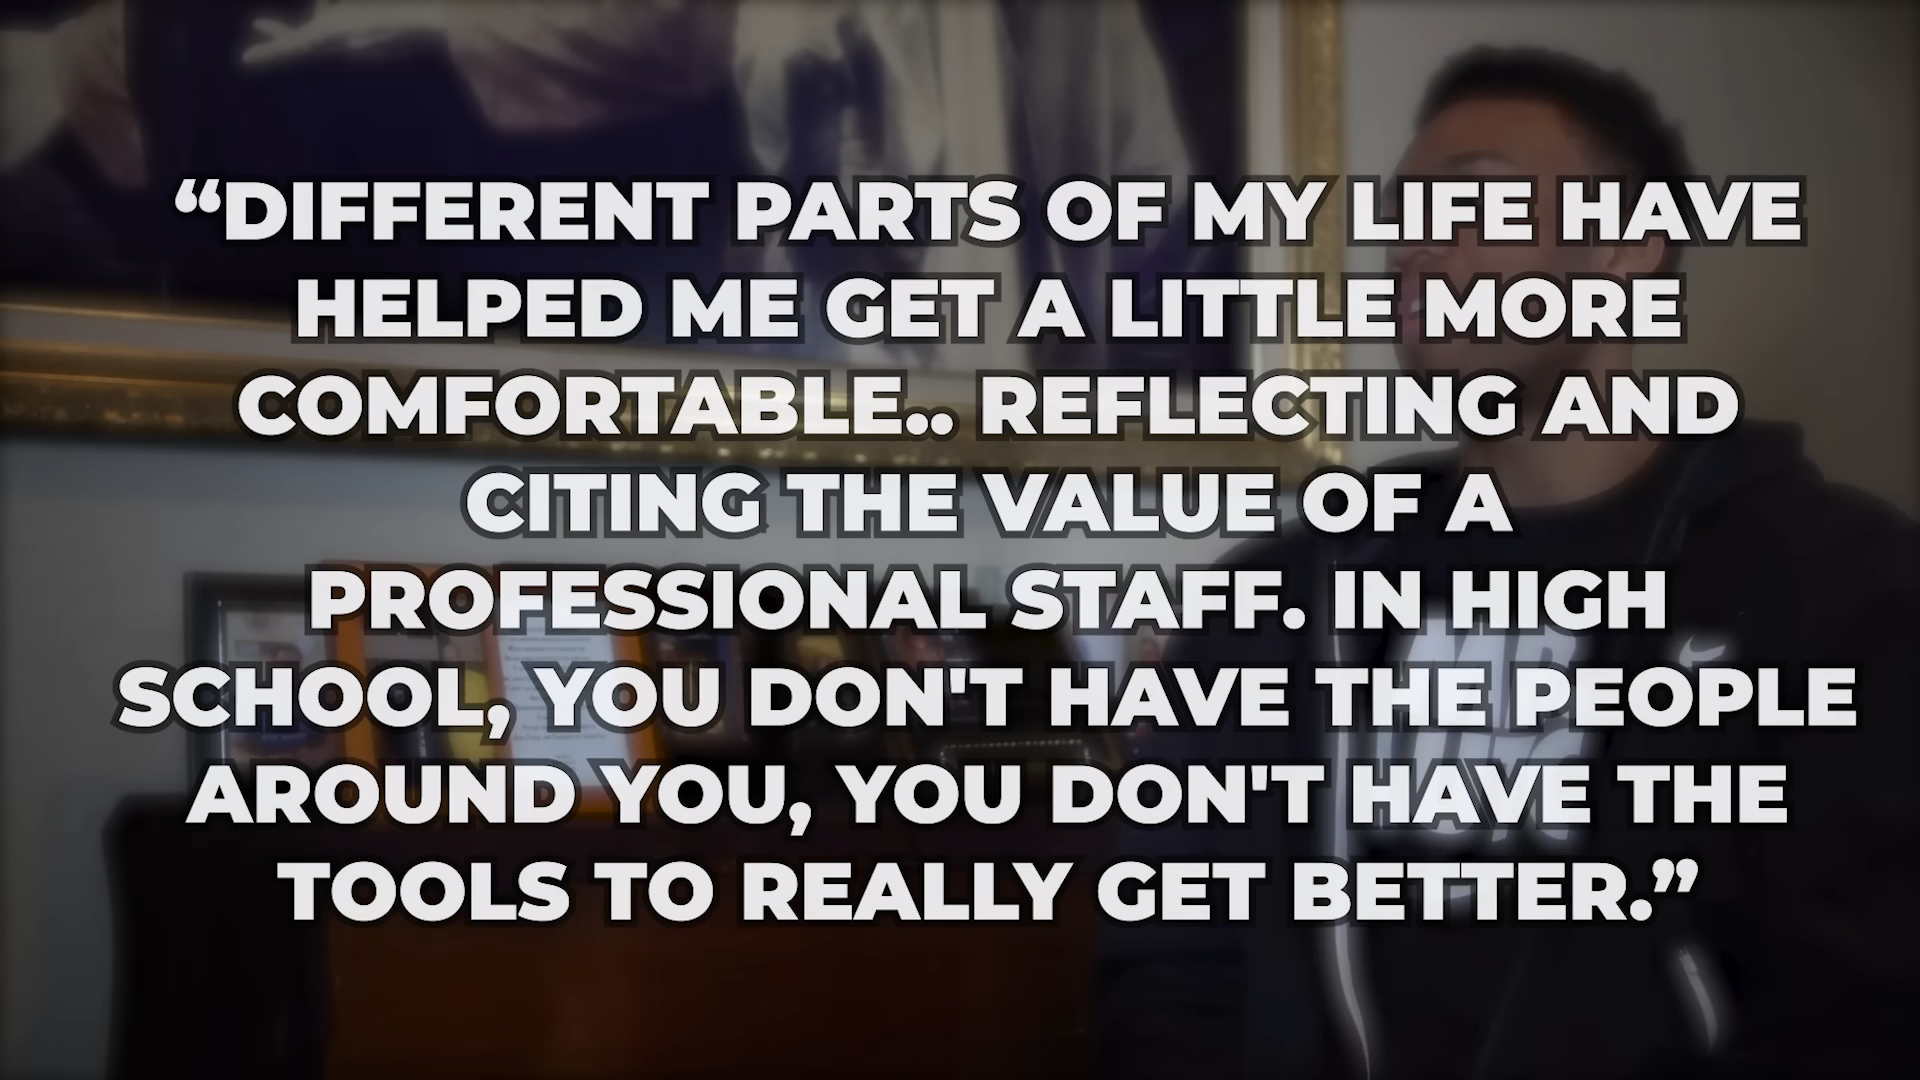 “DIFFERENT PARTS OF MY LIFE HAVE
HELPED ME GET A LITTLE MORE
COMFORTABLE.. REFLECTING AND
CITING THE VALUE OF A
PROFESSIONAL STAFF. IN HIGH
SCHOOL, YOU DON'T HAVE THE PEOPLE
AROUND YOU, YOU DON'T HAVE THE
TOOLS TO REALLY GET BETTER.”